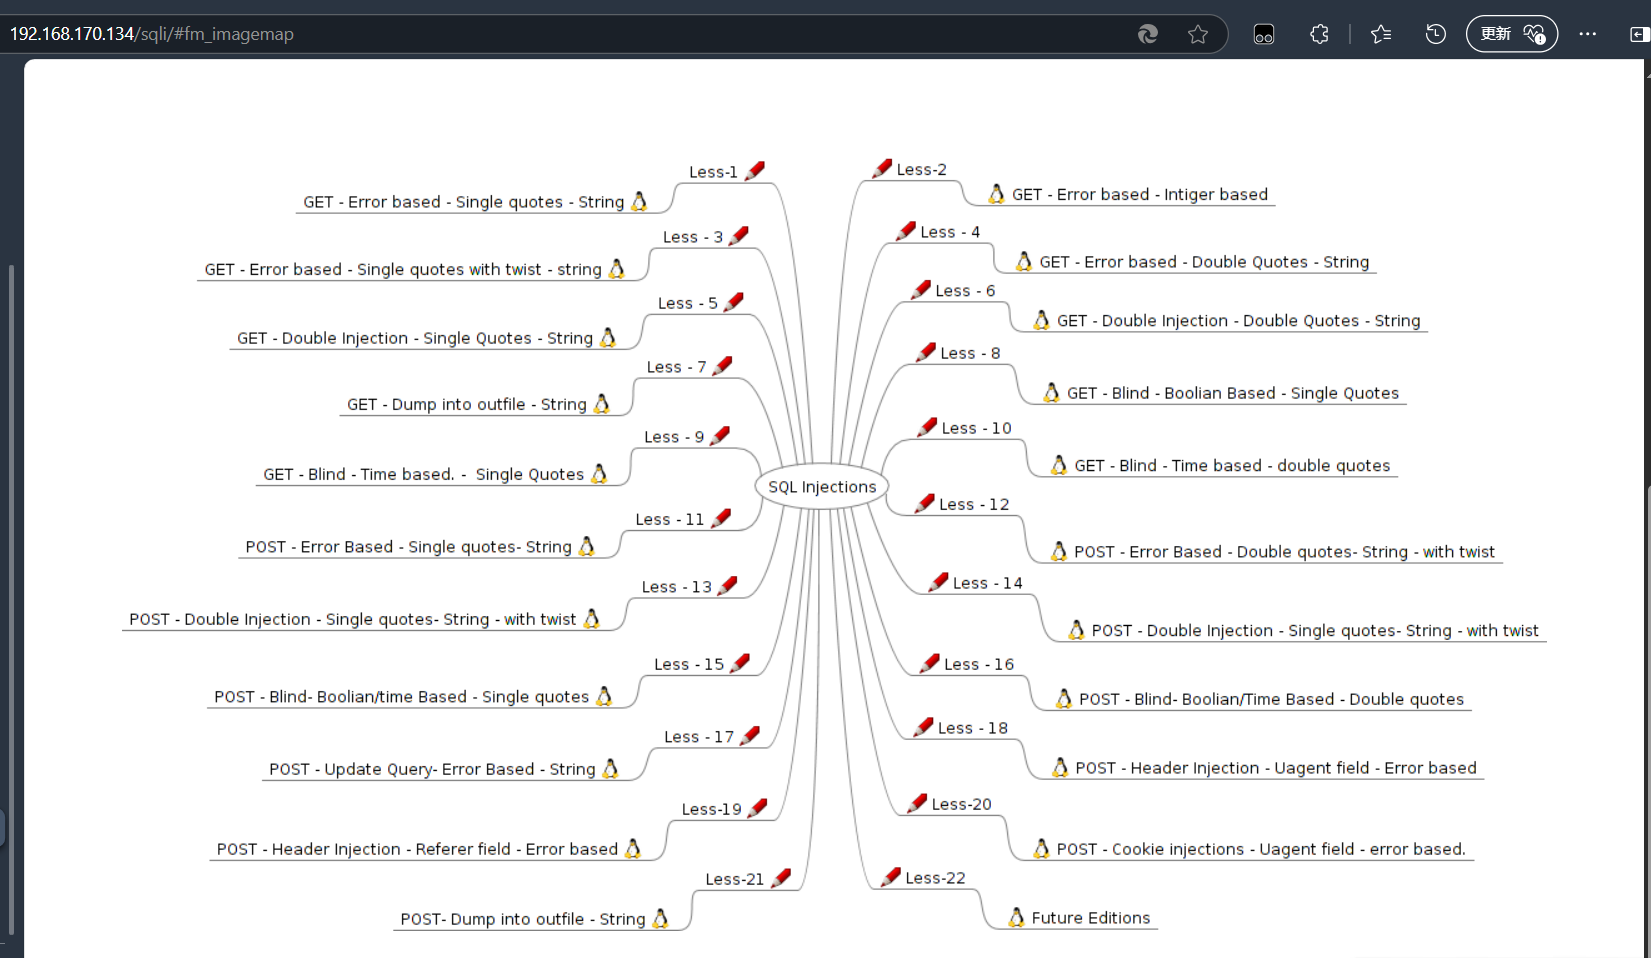 192.168.170.134/sqli/#fm_imagemap
更新
Less-1
GET - Error based - Single quotes - String
Less - 3
GET - Error based - Single quotes with twist - string
Less - 5
GET - Double Injection - Single Quotes - String
Less - 7
GET - Dump into outfile - String
Less - 9
GET - Blind - Time based. - Single Quotes
Less - 11
POST - Error Based - Single quotes- String
Less - 13
POST - Double Injection - Single quotes- String - with twist
Less - 15
POST - Blind- Boolian/time Based - Single quotes
Less - 17
POST - Update Query- Error Based - String
Less-19
POST - Header Injection - Referer field - Error based
Less-21
POST- Dump into outfile - String
SQL Injections
Less-2
GET - Error based - Intiger based
Less - 4
GET - Error based - Double Quotes - String
Less - 6
GET - Double Injection - Double Quotes - String
Less - 8
GET - Blind - Boolian Based - Single Quotes
Less - 10
GET - Blind - Time based - double quotes
Less - 12
POST - Error Based - Double quotes- String - with twist
Less - 14
POST - Double Injection - Single quotes- String - with twist
Less - 16
POST - Blind- Boolian/Time Based - Double quotes
Less - 18
POST - Header Injection - Uagent field - Error based
Less-20
POST - Cookie injections - Uagent field - error based.
Less-22
Future Editions